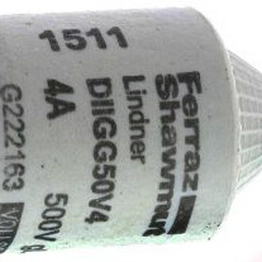 Ferraz
Shawmut
Lindner
DIIGG50V4
4A 500V
G222163
1511